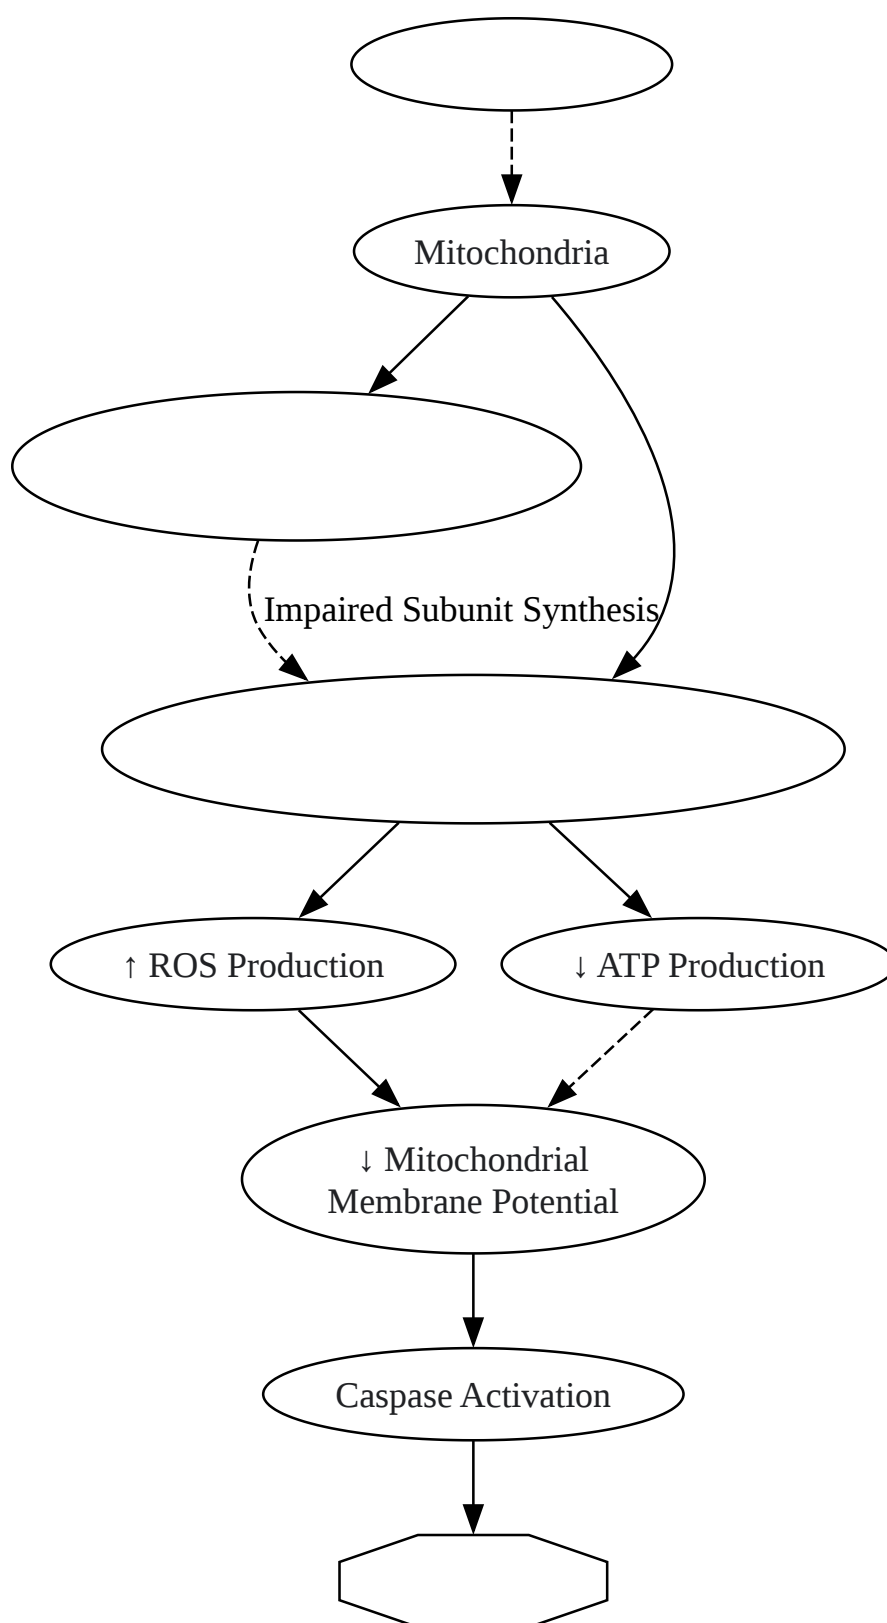 Mitochondria
Impaired Subunit Synthesis
↑ ROS Production
↓ ATP Production
↓ Mitochondrial
Membrane Potential
Caspase Activation